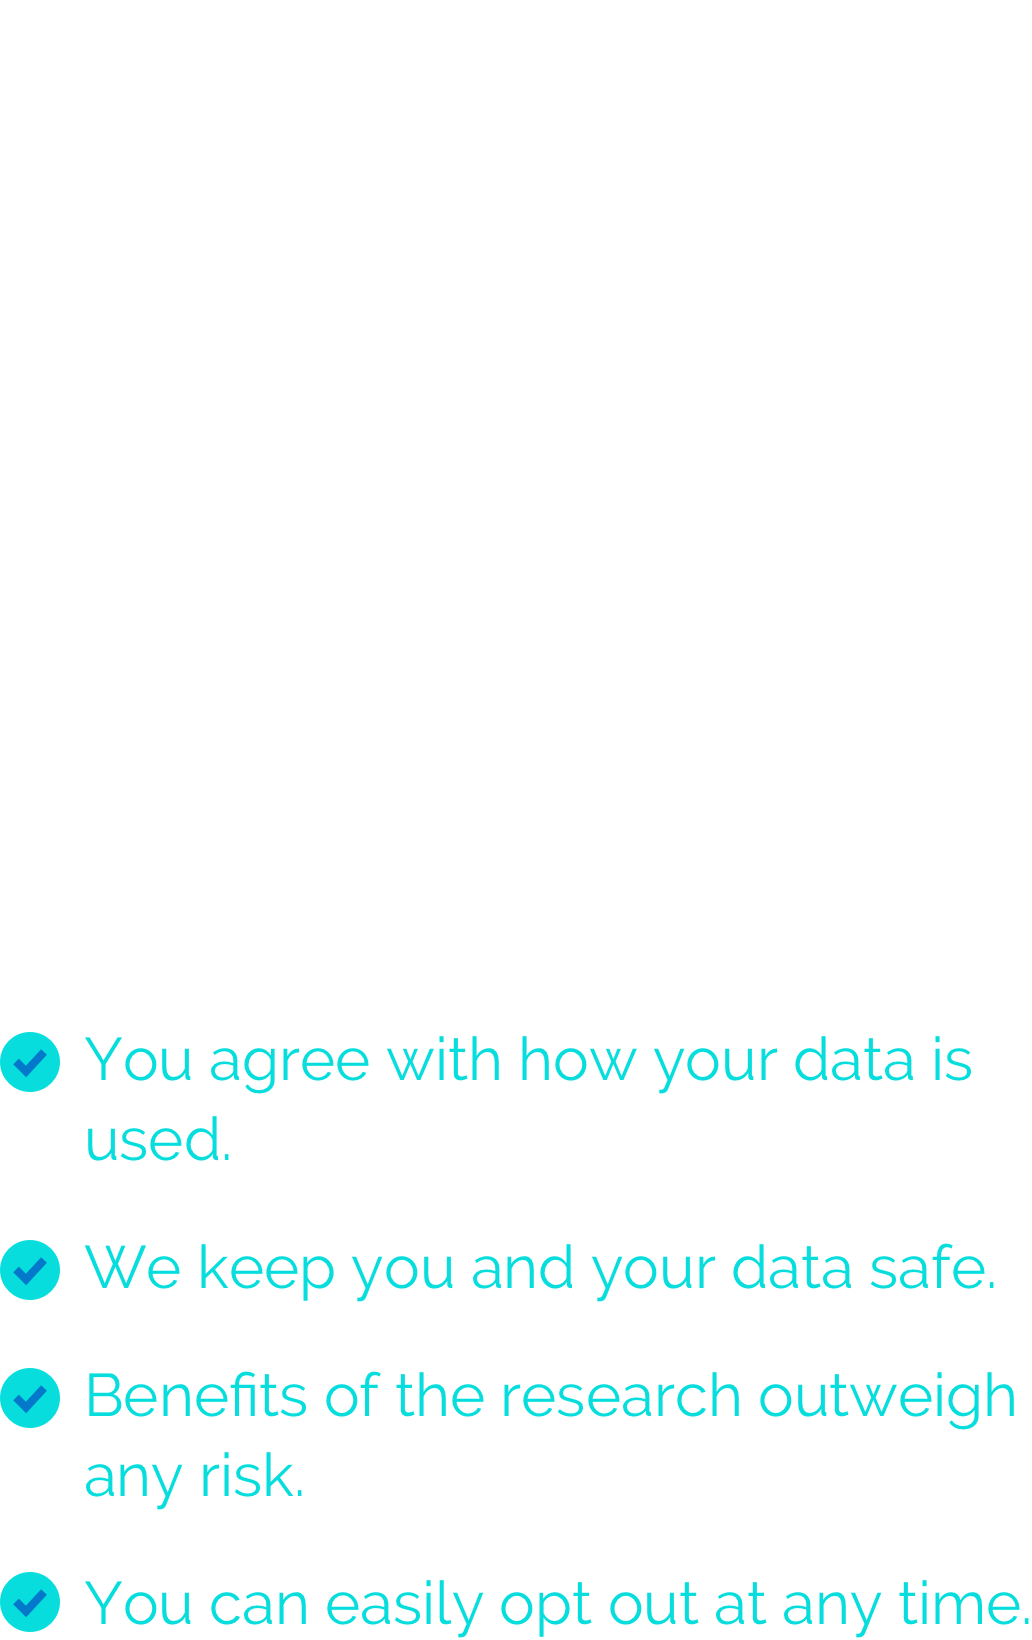 You agree with how your data is
used.
We keep you and your data safe.
Benefits of the research outweigh
any risk.
You can easily opt out at any time.